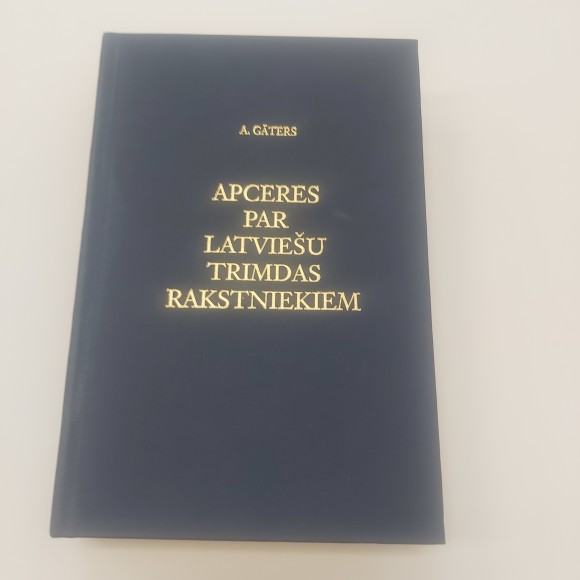 A. GĀTERS
APCERES
PAR
LATVIEŠU
TRIMDAS
RAKSTNIEKIEM